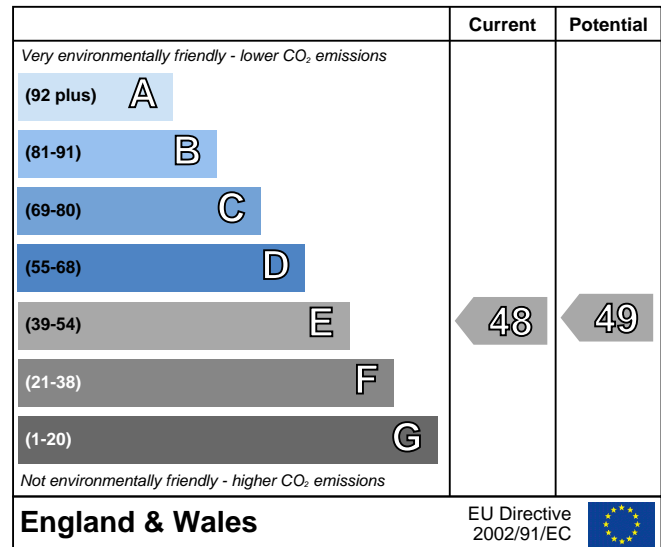 Current Potential
Very environmentally friendly - lower CO₂ emissions
(92 plus) A
(81-91) B
(69-80) C
(55-68) D
(39-54) E 48 49
(21-38) F
(1-20) G
Not environmentally friendly - higher CO₂ emissions
England & Wales
EU Directive
2002/91/EC